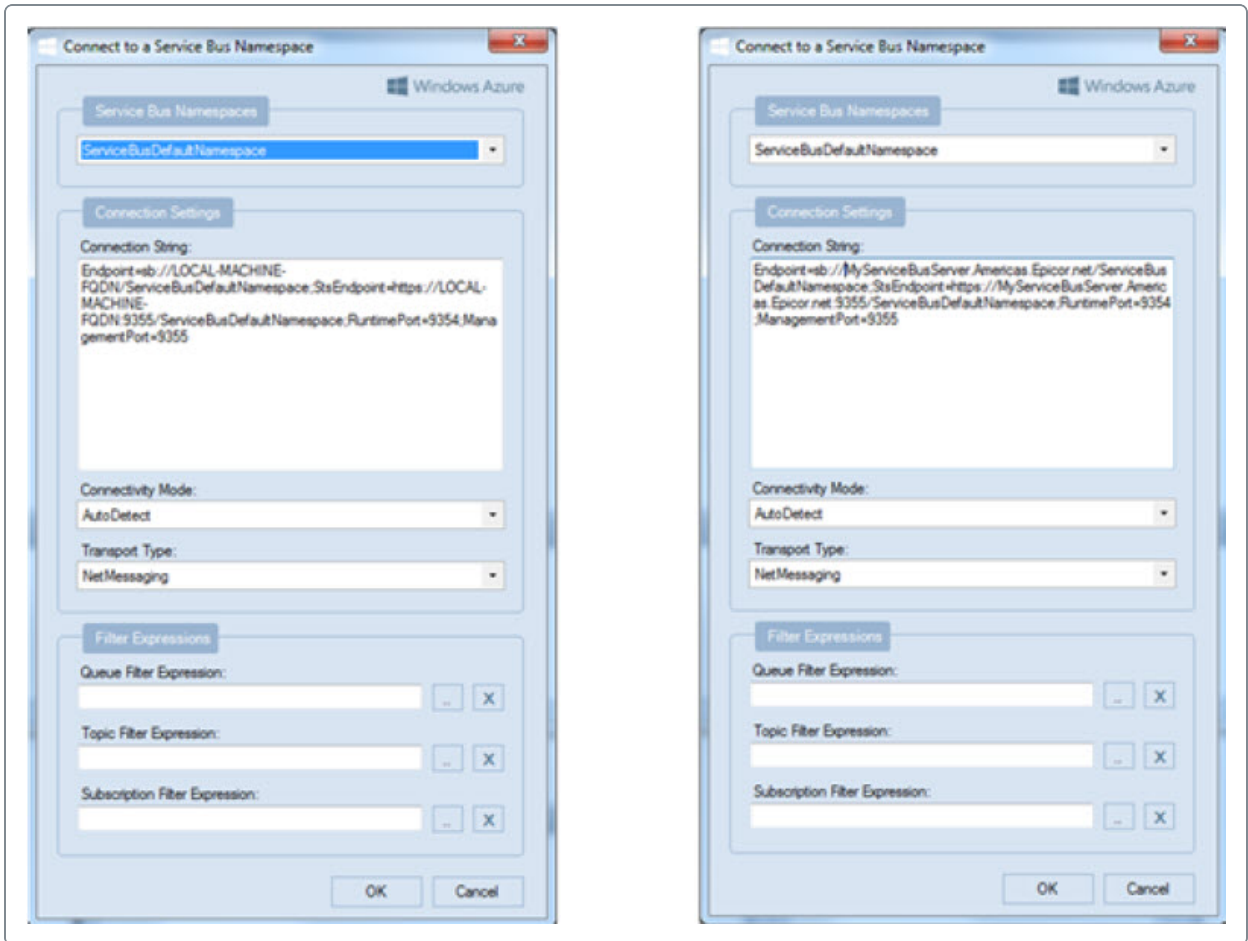 Connect to a Service Bus Namespace
X
Windows Azure
Service Bus Namespaces
ServiceBusDefaultNamespace
Connection Settings
Connection String:
Endpoint=sb://LOCAL-MACHINE-
FQDN/ServiceBusDefaultNamespace;StsEndpoint=https://LOCAL-
MACHINE-
FQDN:9355/ServiceBusDefaultNamespace;RuntimePort=9354;Mana
gementPort=9355
Connectivity Mode:
AutoDetect
Transport Type:
NetMessaging
Filter Expressions
Queue Filter Expression:
.. X
Topic Filter Expression:
.. X
Subscription Filter Expression:
.. X
OK Cancel
Connect to a Service Bus Namespace
X
Windows Azure
Service Bus Namespaces
ServiceBusDefaultNamespace
Connection Settings
Connection String:
Endpoint=sb://MyServiceBusServer.Americas.Epicor.net/ServiceBus
DefaultNamespace;StsEndpoint=https://MyServiceBusServer.Americ
as.Epicor.net:9355/ServiceBusDefaultNamespace;RuntimePort=9354
;ManagementPort=9355
Connectivity Mode:
AutoDetect
Transport Type:
NetMessaging
Filter Expressions
Queue Filter Expression:
.. X
Topic Filter Expression:
.. X
Subscription Filter Expression:
.. X
OK Cancel